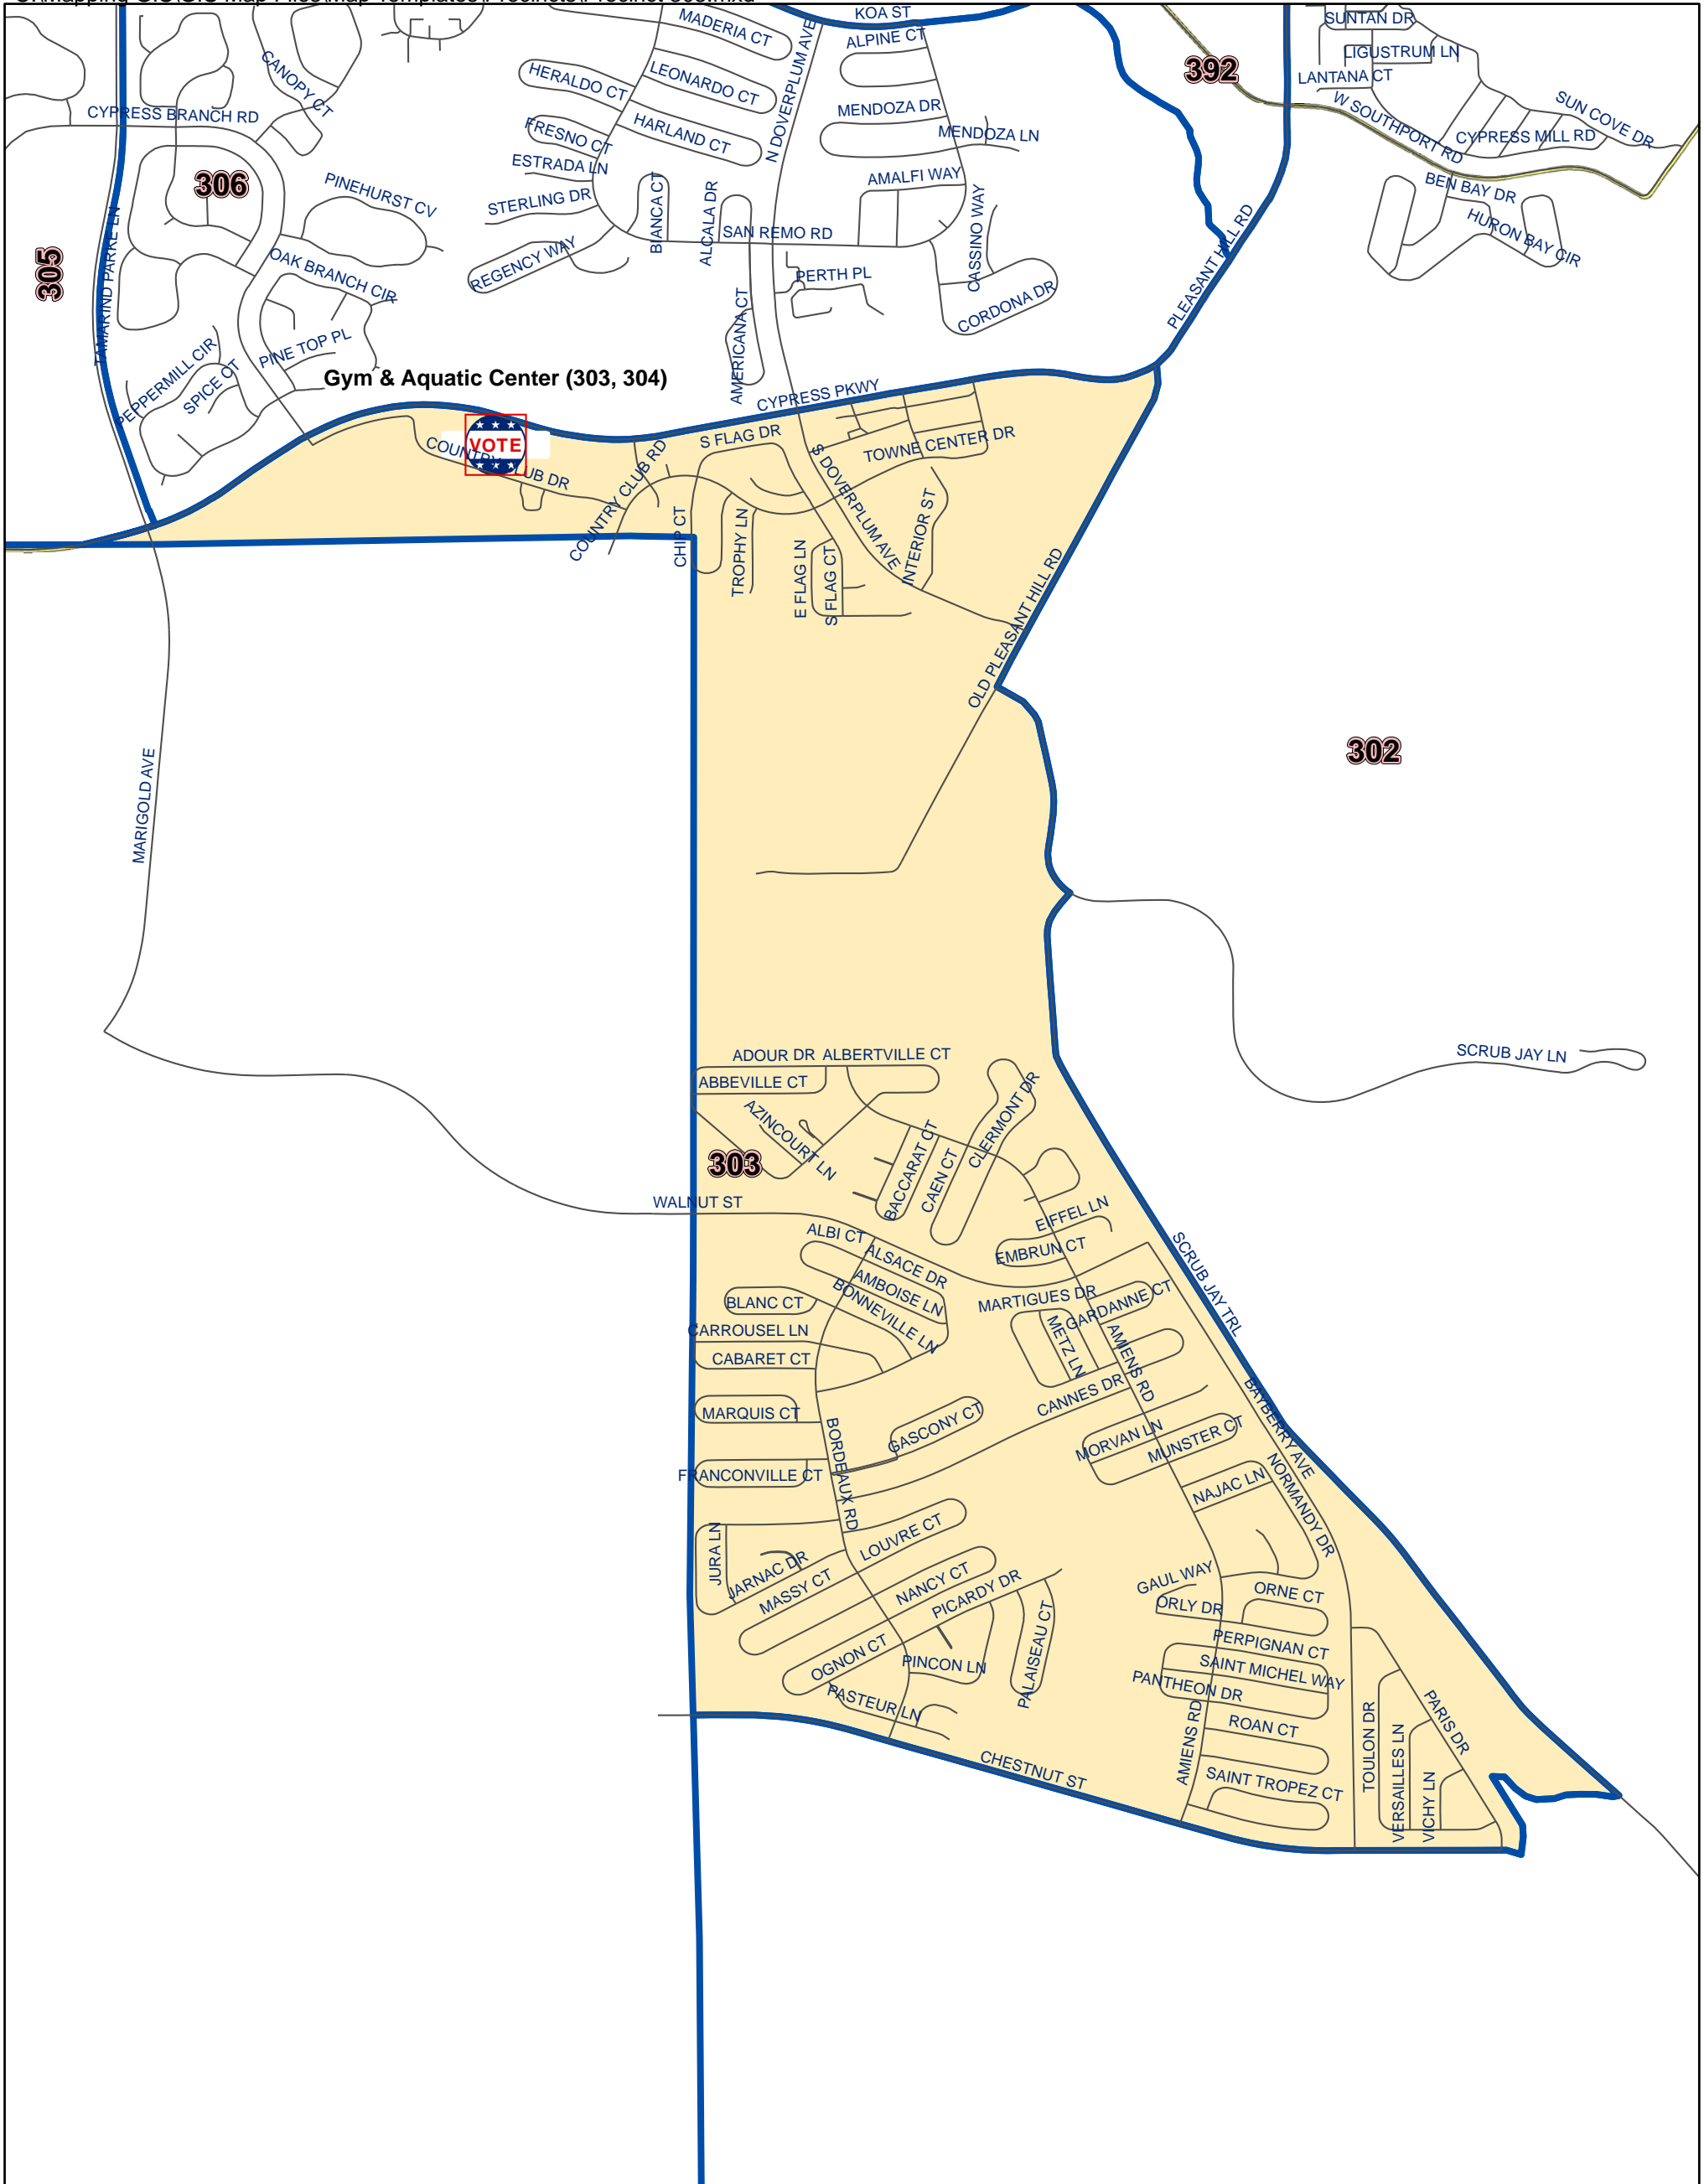 KOA ST
SUNTAN DR
MADERIA CT
ALPINE CT
LIGUSTRUM LN
CANOPY CT
HERALDO CT
LEONARDO CT
N DOVERPLUM AVE
392
LANTANA CT
CYPRESS BRANCH RD
FRESNO CT
HARLAND CT
MENDOZA DR
MENDOZA LN
W SOUTHPORT RD
CYPRESS MILL RD
SUN COVE DR
ESTRADA LN
306
PINEHURST CV
STERLING DR
BIANCA CT
ALCALA DR
AMALFI WAY
BEN BAY DR
HURON BAY CIR
SAN REMO RD
CASSINO WAY
305
TAMARIND PARKE LN
OAK BRANCH CIR
REGENCY WAY
PERTH PL
CORDONA DR
PLEASANT HILL RD
AMERICANA CT
PEPPERMILL CIR
SPICE CT
PINE TOP PL
Gym & Aquatic Center (303, 304)
CYPRESS PKWY
VOTE
COUNTRY CLUB DR
COUNTRY CLUB RD
S FLAG DR
S DOVERPLUM AVE
TOWNE CENTER DR
CHIP CT
TROPHY LN
E FLAG LN
S FLAG CT
INTERIOR ST
OLD PLEASANT HILL RD
302
MARIGOLD AVE
SCRUB JAY LN
ADOUR DR
ALBERTVILLE CT
ABBEVILLE CT
AZINCOURT LN
CLERMONT DR
BACCARAT CT
CAEN CT
303
WALNUT ST
EIFFEL LN
ALBI CT
ALSACE DR
EMBRUN CT
SCRUB JAY TRL
AMBOISE LN
BONNEVILLE LN
BLANC CT
MARTIGUES DR
GARDANNE CT
CARROUSEL LN
METZ LN
AMIENS RD
CABARET CT
CANNES DR
BAYBERRY AVE
MARQUIS CT
BORDEAUX RD
GASCONY CT
MORVAN LN
MUNSTER CT
FRANCONVILLE CT
NAJAC LN
NORMANDY DR
JURA LN
JARNAC DR
LOUVRE CT
MASSY CT
NANCY CT
PICARDY DR
GAUL WAY
ORNE CT
ORLY DR
PALAISEAU CT
PERPIGNAN CT
OGNON CT
PINCON LN
SAINT MICHEL WAY
PANTHEON DR
PASTEUR LN
AMIENS RD
ROAN CT
TOULON DR
PARIS DR
VERSAILLES LN
VICHY LN
CHESTNUT ST
SAINT TROPEZ CT